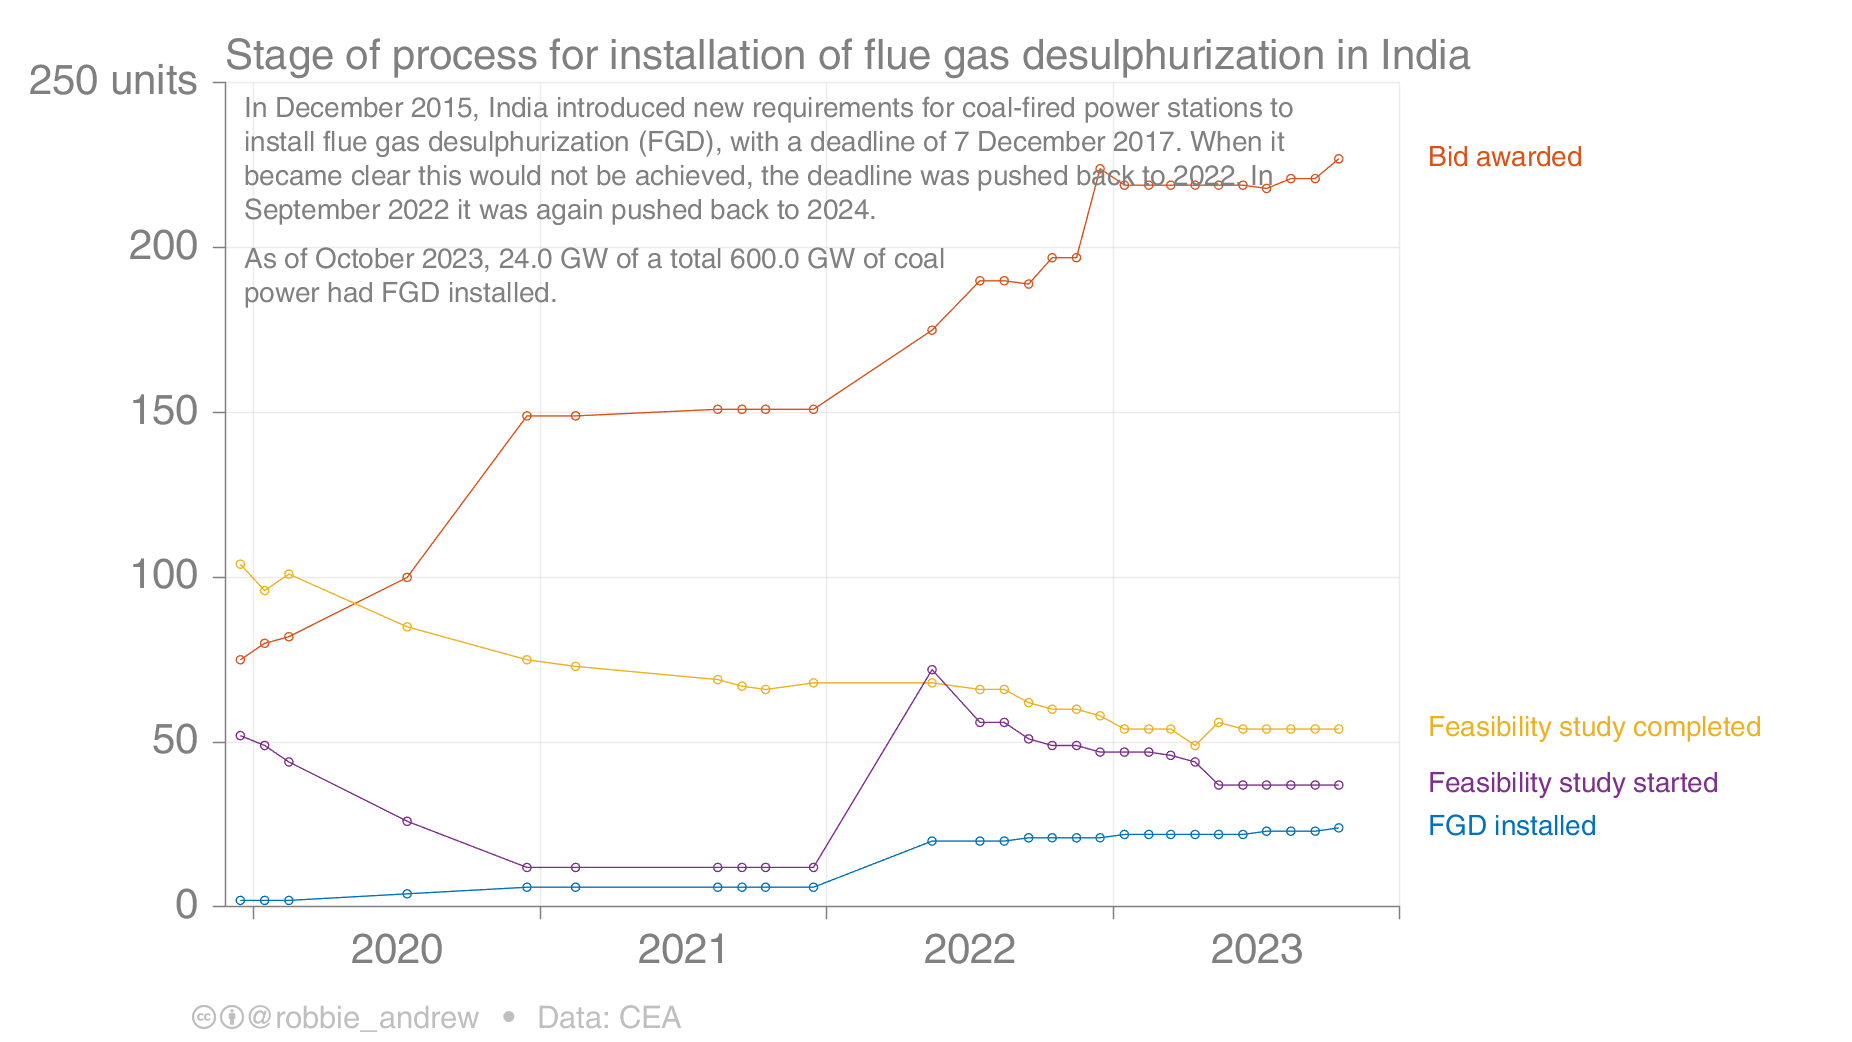 Stage of process for installation of flue gas desulphurization in India
250 units
In December 2015, India introduced new requirements for coal-fired power stations to
install flue gas desulphurization (FGD), with a deadline of 7 December 2017. When it
became clear this would not be achieved, the deadline was pushed back to 2022. In
September 2022 it was again pushed back to 2024.
As of October 2023, 24.0 GW of a total 600.0 GW of coal
power had FGD installed.
Bid awarded
200
150
100
50
0
Feasibility study completed
Feasibility study started
FGD installed
2020 2021 2022 2023
cc @robbie_andrew • Data: CEA